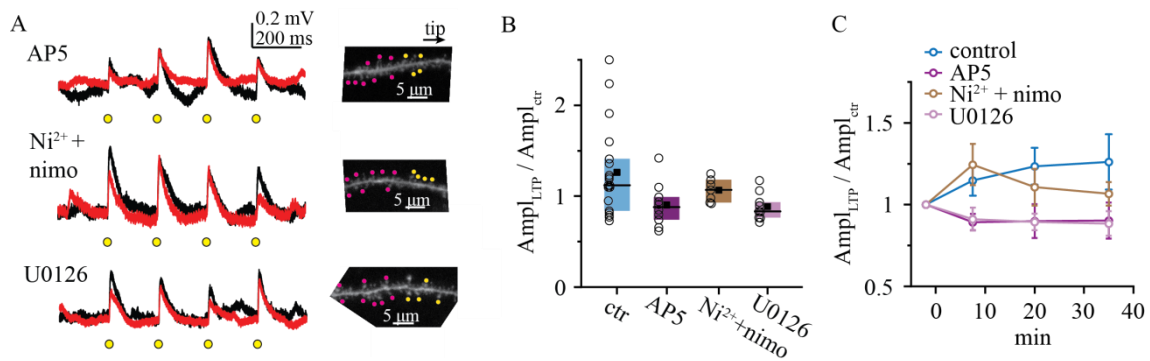 A
0.2 mV
200 ms
tip
AP5
5 μm
Ni²⁺ +
nimo
5 μm
U0126
5 μm
B
Ampl_LTP / Ampl_ctr
2
1
0
ctr
AP5
Ni²⁺+nimo
U0126
C
control
AP5
Ni²⁺ + nimo
U0126
Ampl_LTP / Ampl_ctr
1.5
1
0.5
0
10
20
30
40
min